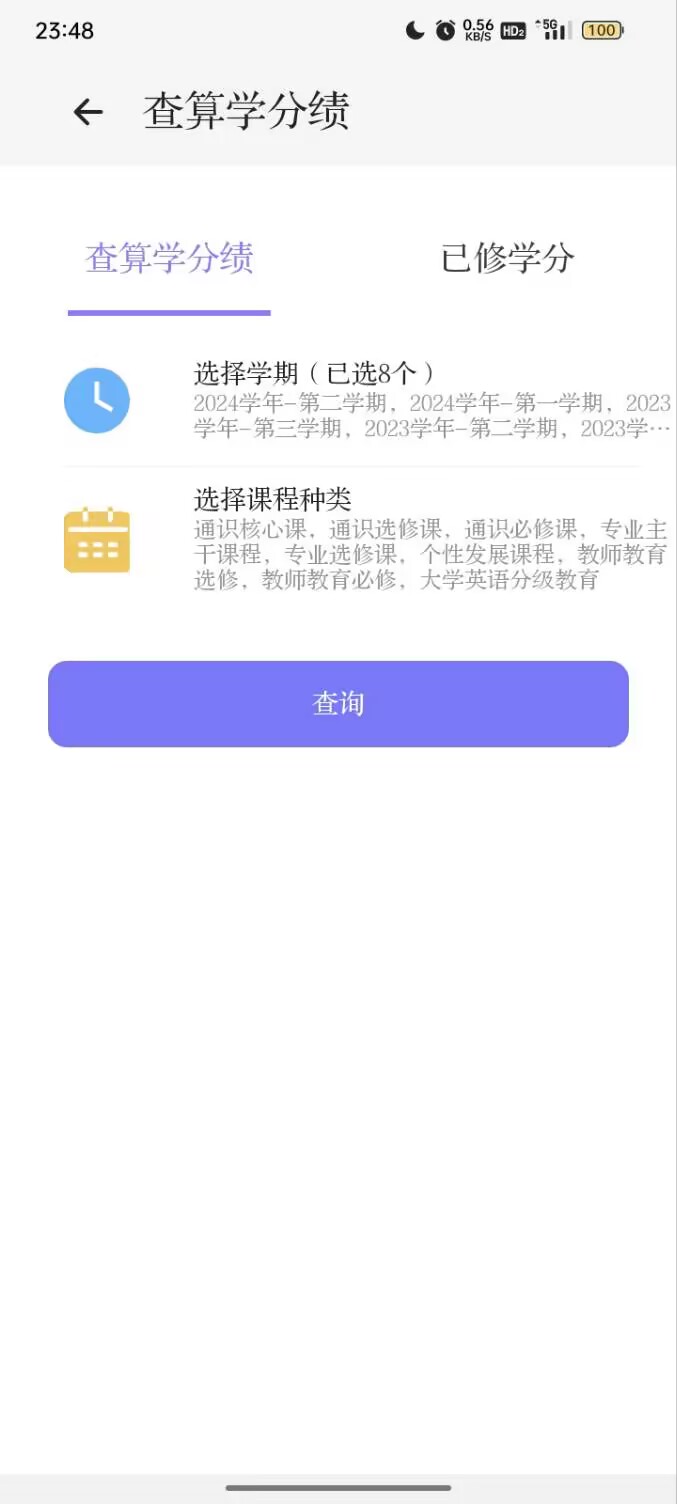 23:48
0.56
KB/S
HD2
5G
100
查算学分绩
查算学分绩
已修学分
选择学期（已选8个）
2024学年-第二学期，2024学年-第一学期，2023
学年-第三学期，2023学年-第二学期，2023学…
选择课程种类
通识核心课，通识选修课，通识必修课，专业主
干课程，专业选修课，个性发展课程，教师教育
选修，教师教育必修，大学英语分级教育
查询